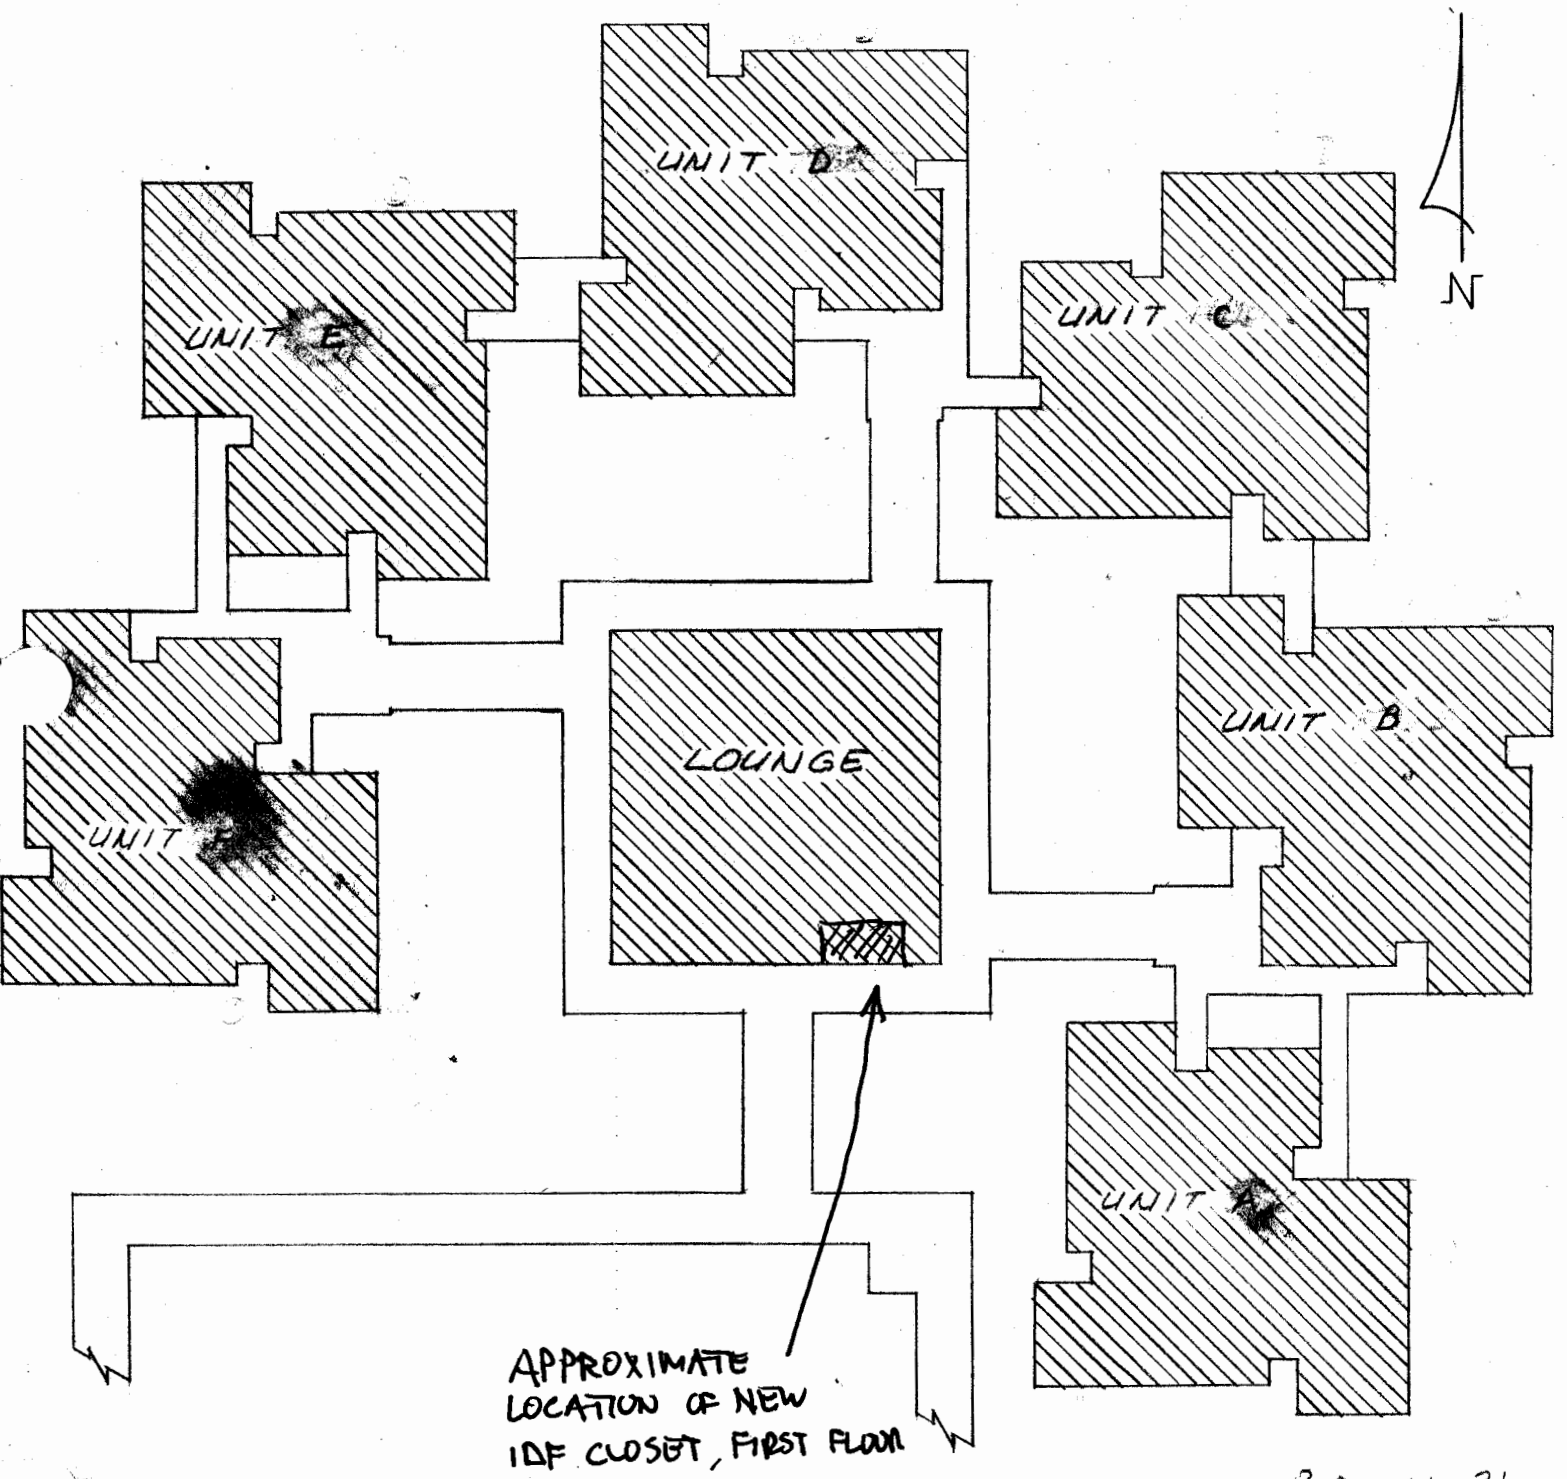 UNIT D
UNIT C
N
UNIT E
UNIT B
LOUNGE
UNIT
UNIT A
APPROXIMATE
LOCATION OF NEW
IDF CLOSET, FIRST FLOOR